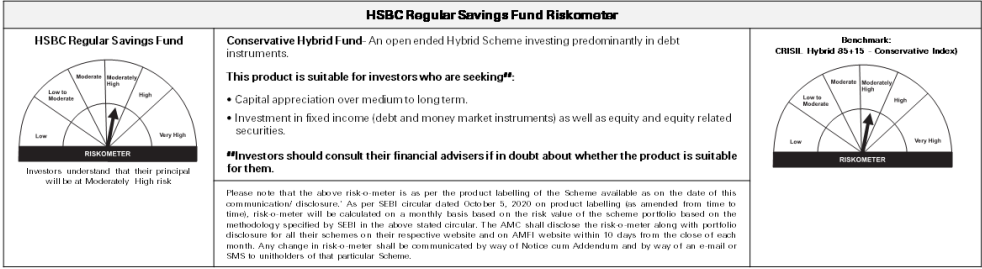 HSBC Regular Savings Fund Riskometer
HSBC Regular Savings Fund
Low
Low to
Moderate
Moderate
Moderately
High
High
Very High
RISKOMETER
Investors understand that their principal
will be at Moderately High risk
Conservative Hybrid Fund- An open ended Hybrid Scheme investing predominantly in debt
instruments.
This product is suitable for investors who are seeking##:
• Capital appreciation over medium to long term.
• Investment in fixed income (debt and money market instruments) as well as equity and equity related
securities.
##Investors should consult their financial advisers if in doubt about whether the product is suitable
for them.
Please note that the above risk-o-meter is as per the product labelling of the Scheme available as on the date of this
communication/ disclosure.' As per SEBI circular dated October 5, 2020 on product labelling (as amended from time to
time), risk-o-meter will be calculated on a monthly basis based on the risk value of the scheme portfolio based on the
methodology specified by SEBI in the above stated circular. The AMC shall disclose the risk-o-meter along with portfolio
disclosure for all their schemes on their respective website and on AMFI website within 10 days from the close of each
month. Any change in risk-o-meter shall be communicated by way of Notice cum Addendum and by way of an e-mail or
SMS to unitholders of that particular Scheme.
Benchmark:
CRISIL Hybrid 85+15 - Conservative Index)
Low
Low to
Moderate
Moderate
Moderately
High
High
Very High
RISKOMETER